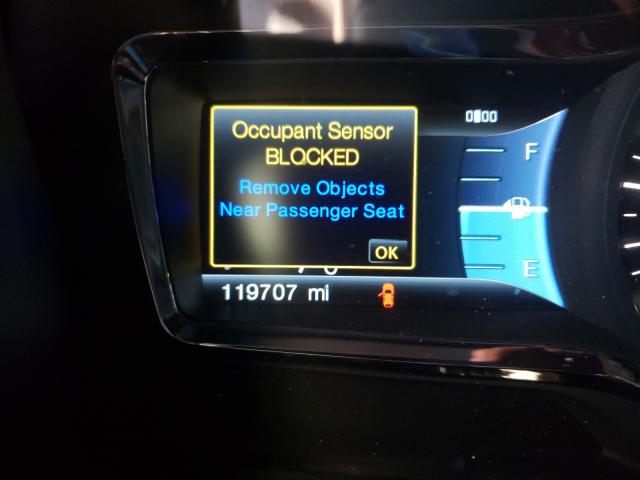 Occupant Sensor
BLOCKED
Remove Objects
Near Passenger Seat
OK
F
E
119707 mi